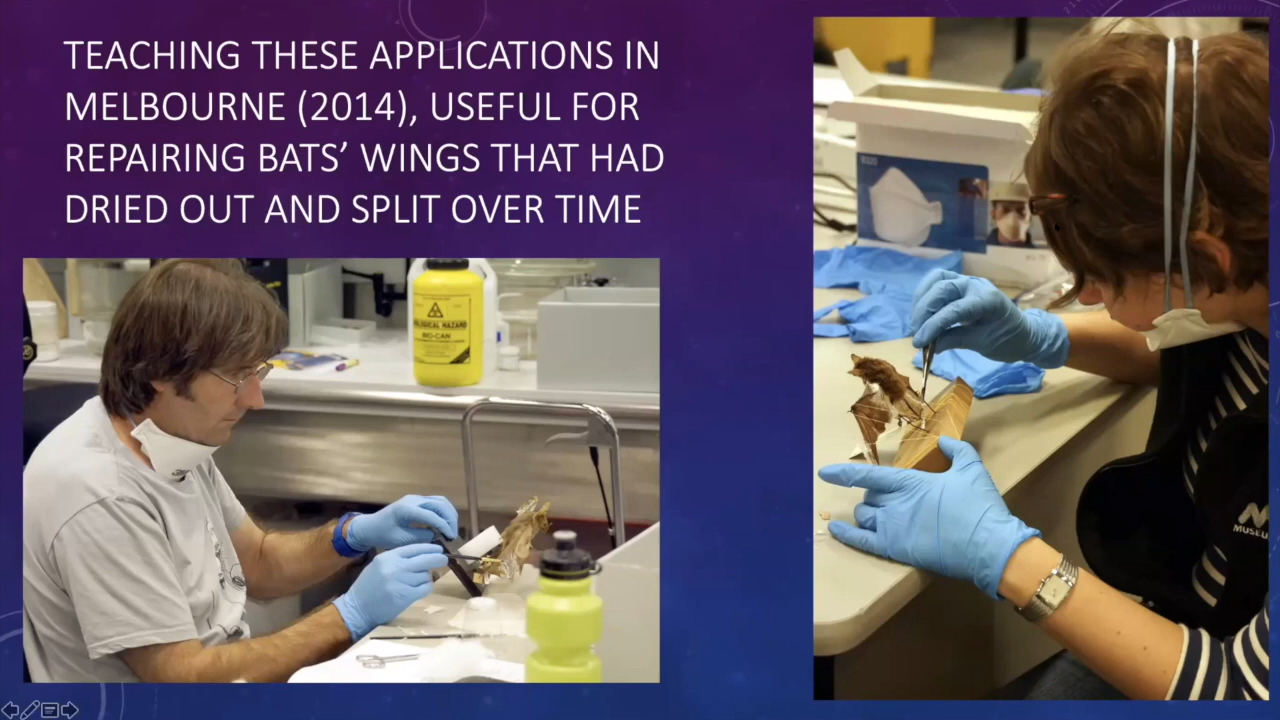 TEACHING THESE APPLICATIONS IN
MELBOURNE (2014), USEFUL FOR
REPAIRING BATS’ WINGS THAT HAD
DRIED OUT AND SPLIT OVER TIME
HAZARD
BIO-CAN